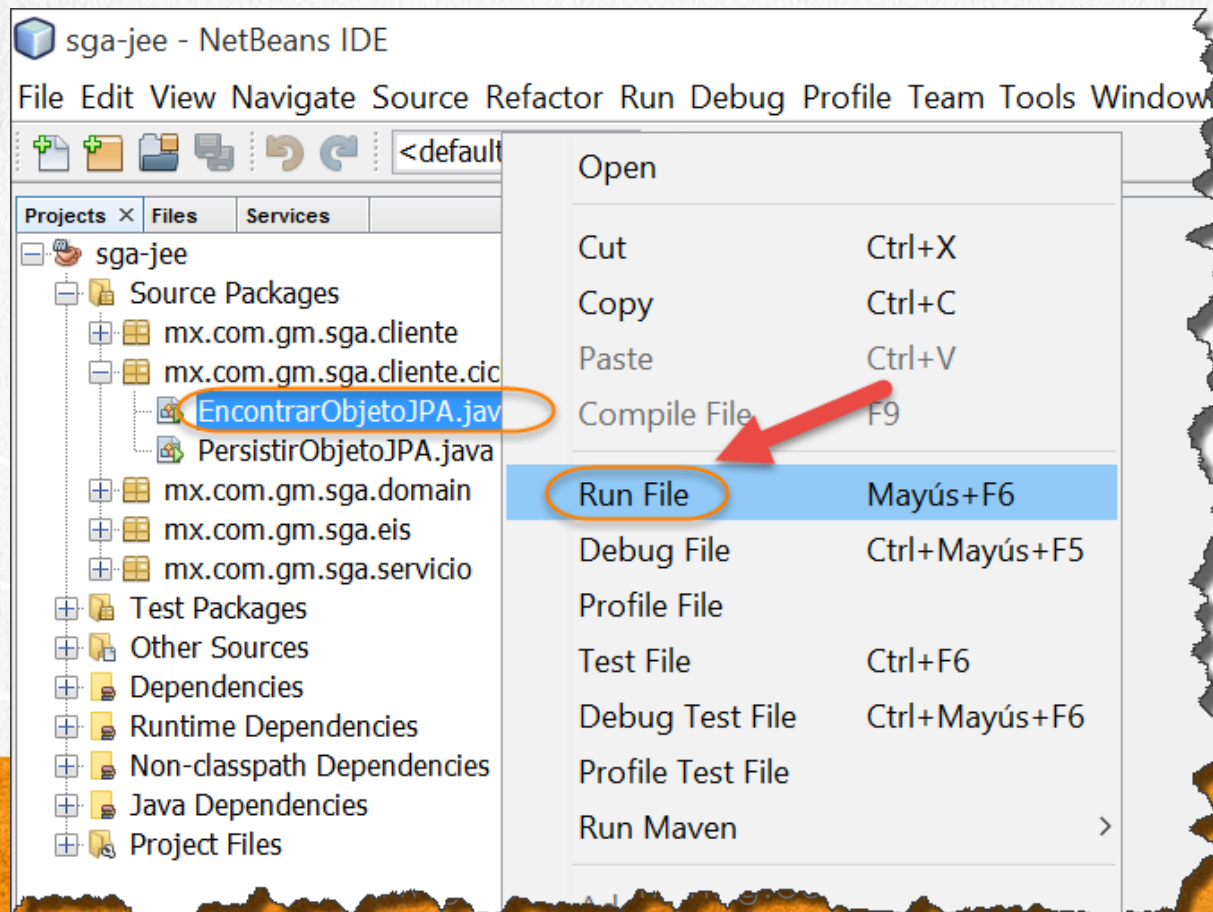 sga-jee - NetBeans IDE
File Edit View Navigate Source Refactor Run Debug Profile Team Tools Window
<default
Projects × Files Services
sga-jee
Source Packages
mx.com.gm.sga.cliente
mx.com.gm.sga.cliente.cic
EncontrarObjetoJPA.jav
PersistirObjetoJPA.java
mx.com.gm.sga.domain
mx.com.gm.sga.eis
mx.com.gm.sga.servicio
Test Packages
Other Sources
Dependencies
Runtime Dependencies
Non-classpath Dependencies
Java Dependencies
Project Files
Open
Cut Ctrl+X
Copy Ctrl+C
Paste Ctrl+V
Compile File F9
Run File Mayús+F6
Debug File Ctrl+Mayús+F5
Profile File
Test File Ctrl+F6
Debug Test File Ctrl+Mayús+F6
Profile Test File
Run Maven